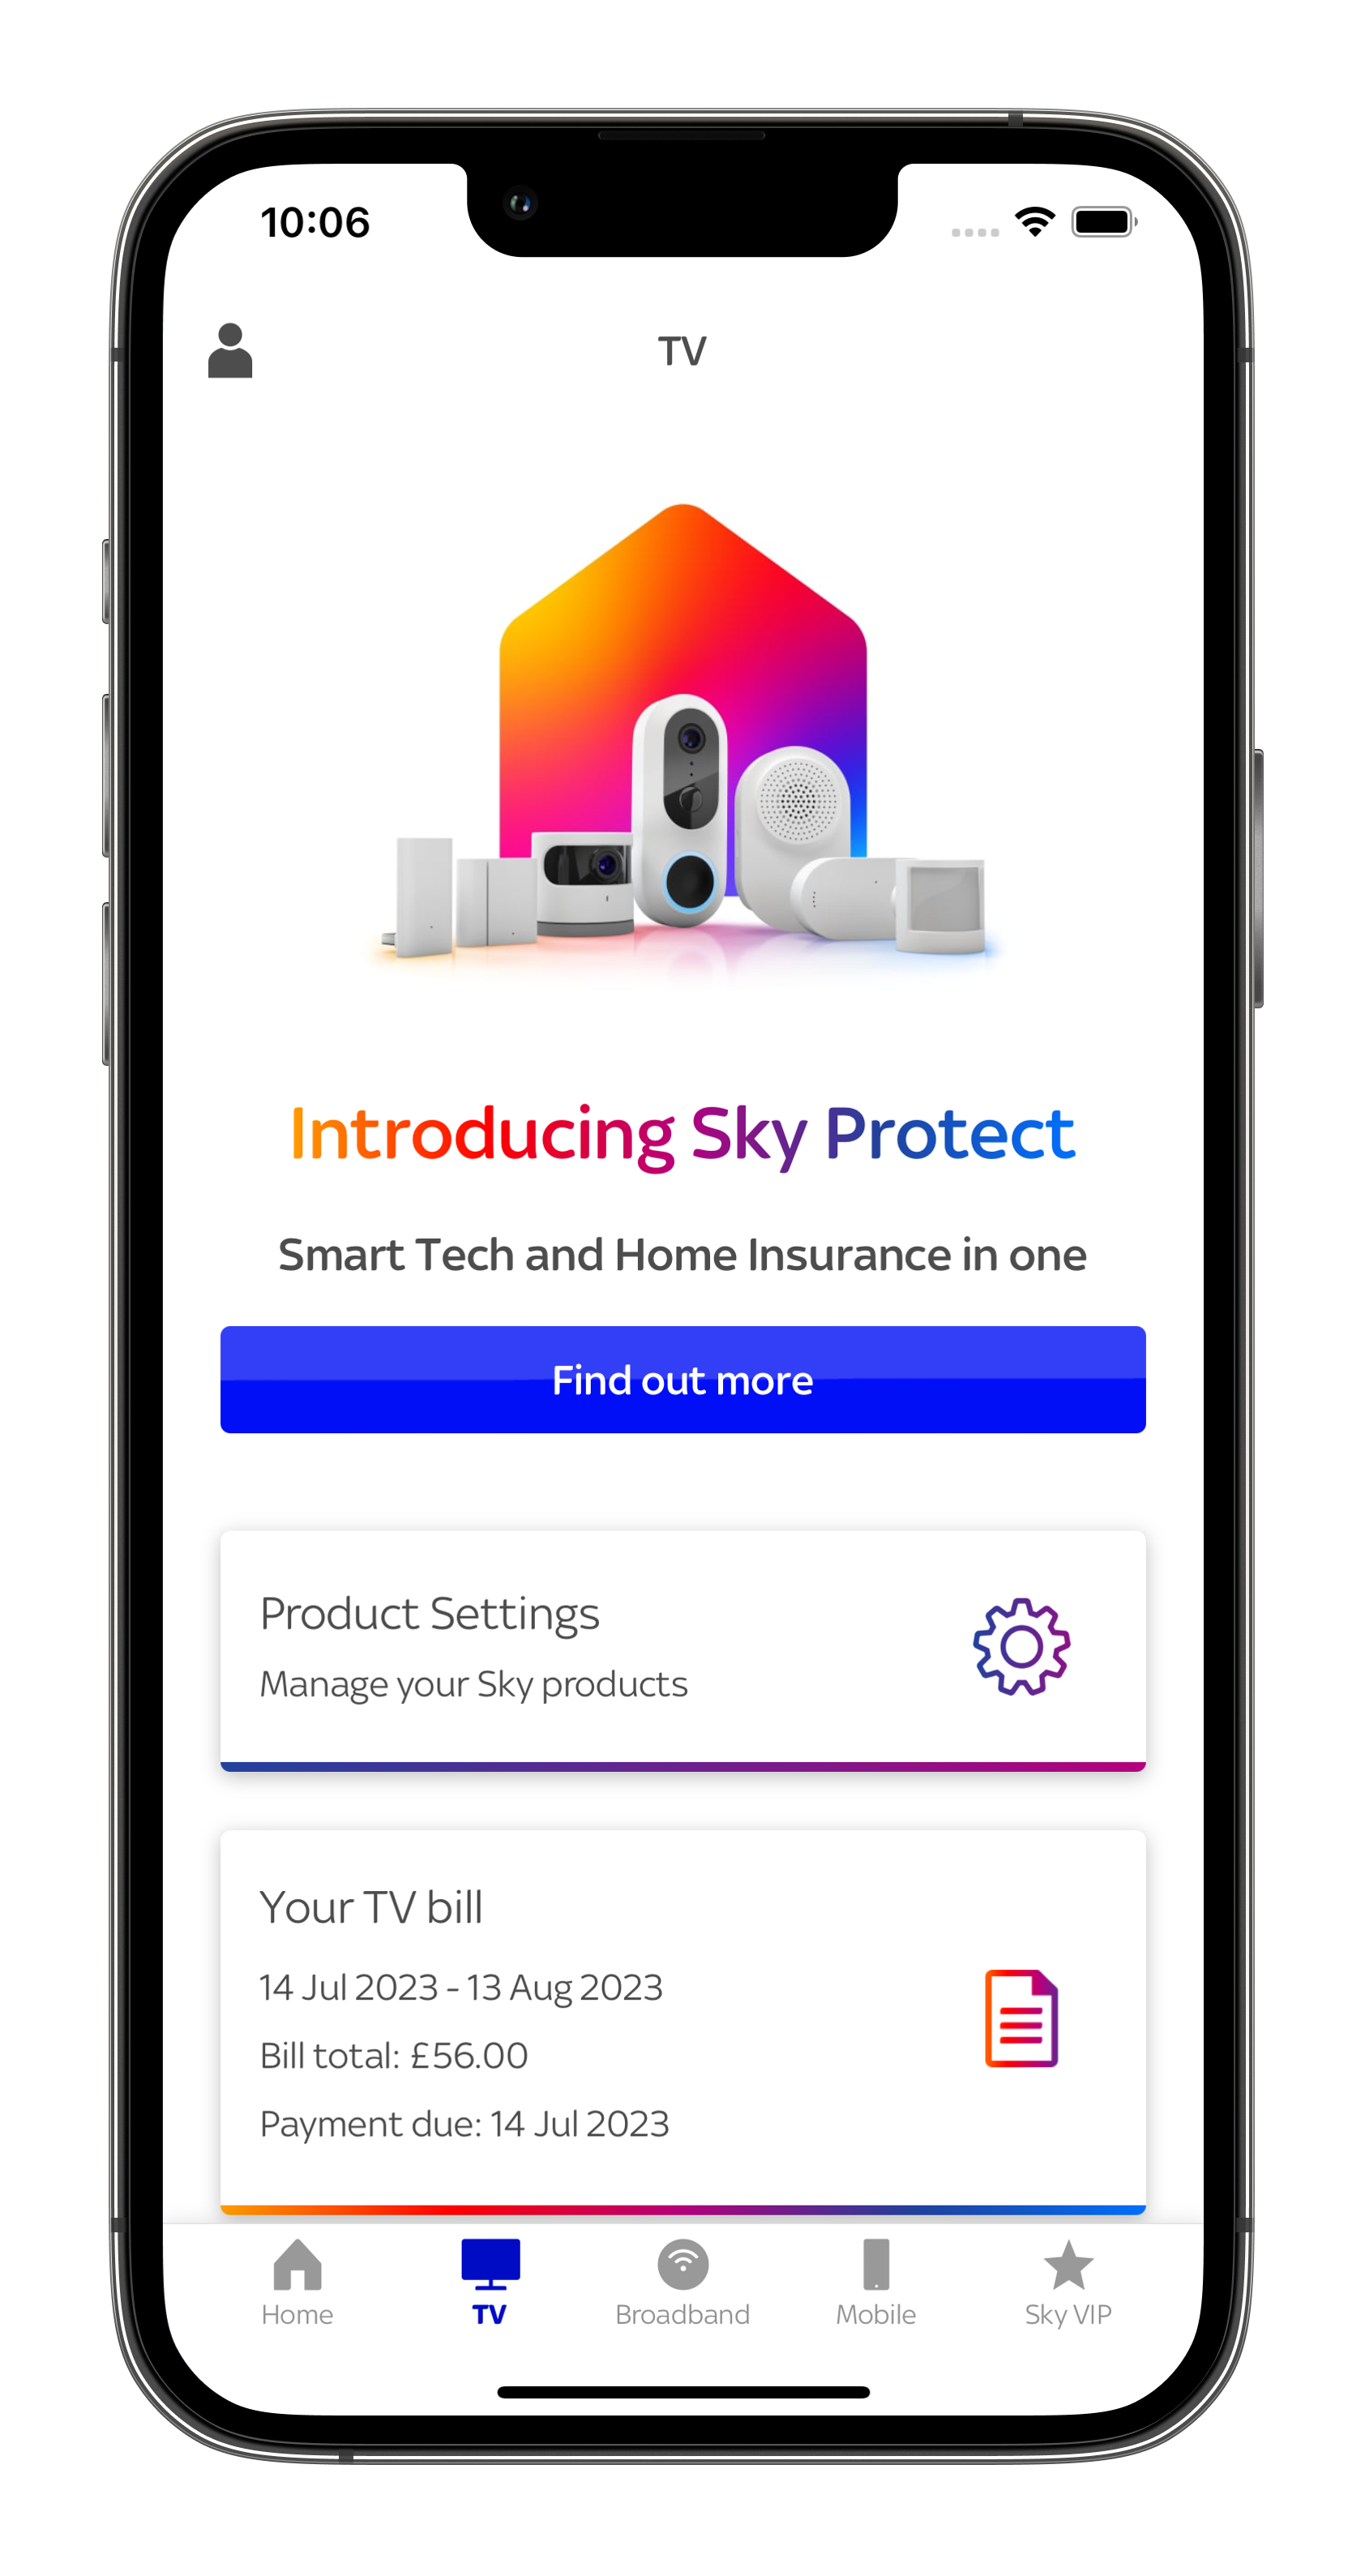 10:06
TV
Introducing Sky Protect
Smart Tech and Home Insurance in one
Find out more
Product Settings
Manage your Sky products
Your TV bill
14 Jul 2023 - 13 Aug 2023
Bill total: £56.00
Payment due: 14 Jul 2023
Home TV Broadband Mobile Sky VIP